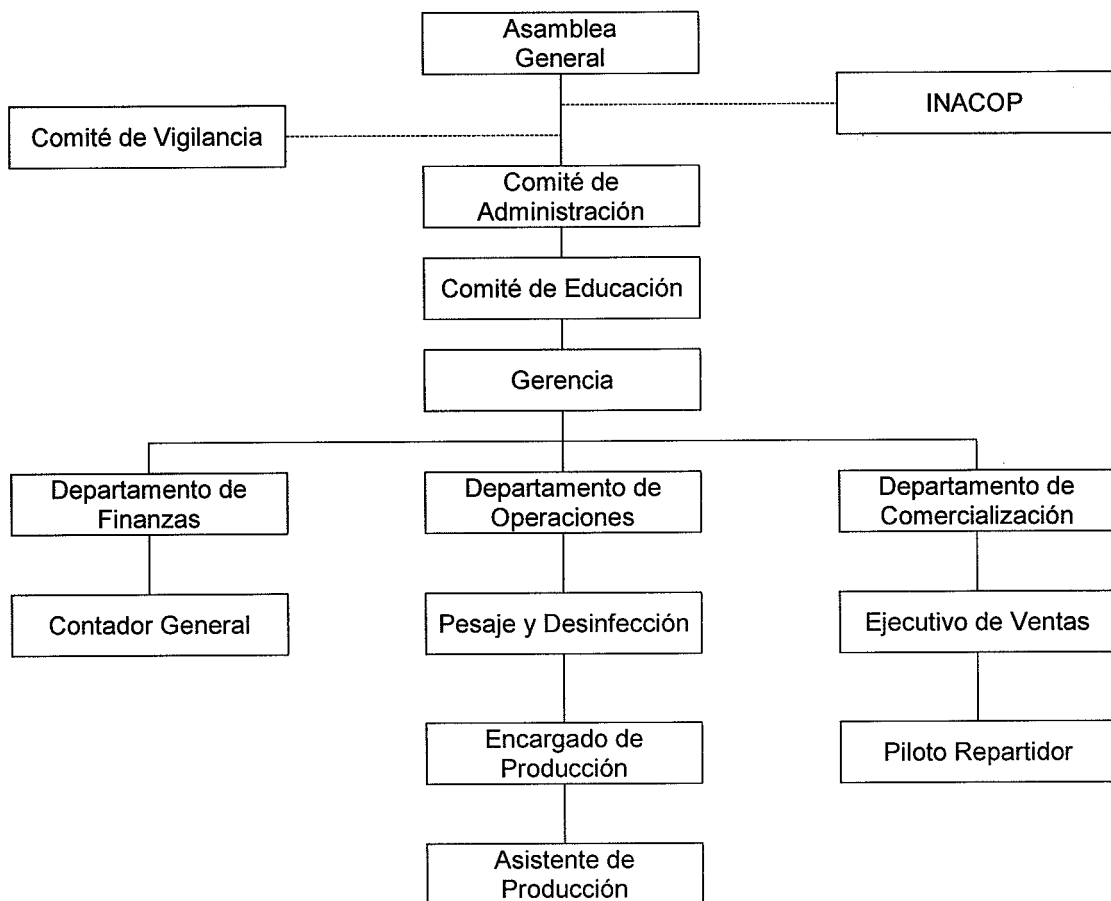 Asamblea
General
INACOP
Comité de Vigilancia
Comité de
Administración
Comité de Educación
Gerencia
Departamento de
Finanzas
Departamento de
Operaciones
Departamento de
Comercialización
Contador General
Pesaje y Desinfección
Ejecutivo de Ventas
Encargado de
Producción
Piloto Repartidor
Asistente de
Producción